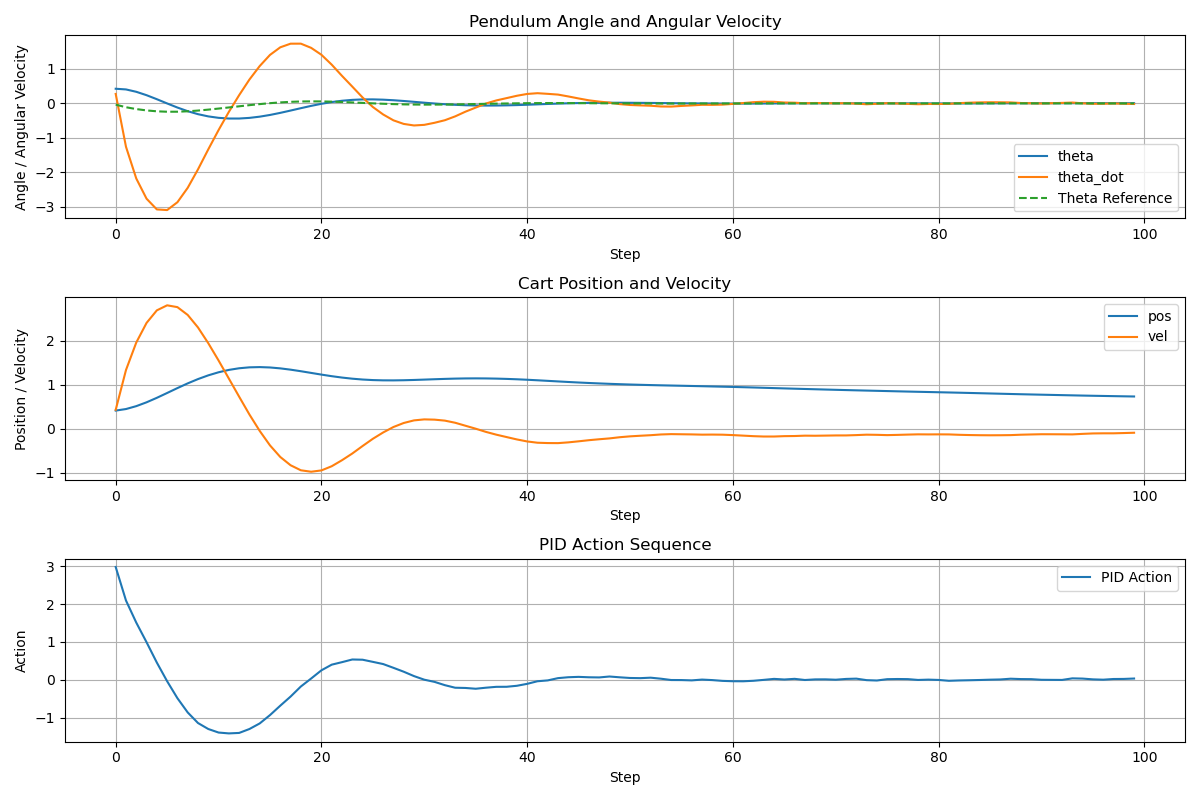 Pendulum Angle and Angular Velocity
Angle / Angular Velocity
1
0
−1
−2
−3
theta
theta_dot
Theta Reference
0 20 40 60 80 100
Step
Cart Position and Velocity
Position / Velocity
2
1
0
−1
pos
vel
0 20 40 60 80 100
Step
PID Action Sequence
Action
3
2
1
0
−1
PID Action
0 20 40 60 80 100
Step